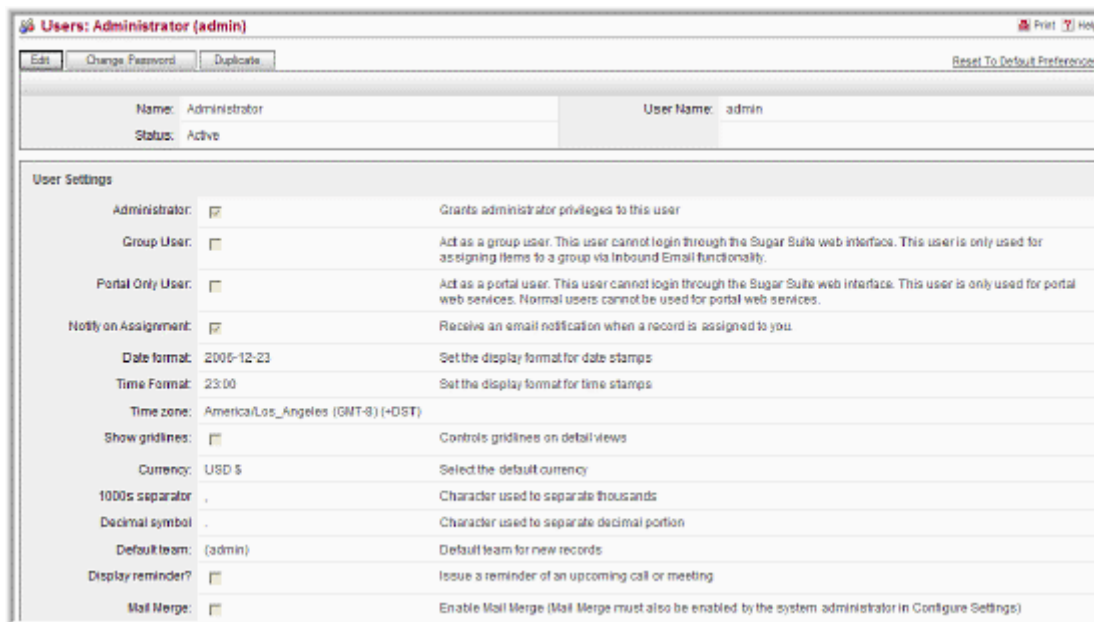 Users: Administrator (admin)
Print Help
Edit Change Password Duplicate
Reset To Default Preferences
Name: Administrator User Name: admin
Status: Active
User Settings
Administrator: Grants administrator privileges to this user
Group User: Act as a group user. This user cannot login through the Sugar Suite web interface. This user is only used for
assigning items to a group via Inbound Email functionality.
Portal Only User: Act as a portal user. This user cannot login through the Sugar Suite web interface. This user is only used for portal
web services. Normal users cannot be used for portal web services.
Notify on Assignment: Receive an email notification when a record is assigned to you.
Date format: 2006-12-23 Set the display format for date stamps
Time Format: 23:00 Set the display format for time stamps
Time zone: America/Los_Angeles (GMT-8) (+DST)
Show gridlines: Controls gridlines on detail views
Currency: USD $ Select the default currency
1000s separator , Character used to separate thousands
Decimal symbol . Character used to separate decimal portion
Default team: (admin) Default team for new records
Display reminder? Issue a reminder of an upcoming call or meeting
Mail Merge: Enable Mail Merge (Mail Merge must also be enabled by the system administrator in Configure Settings)